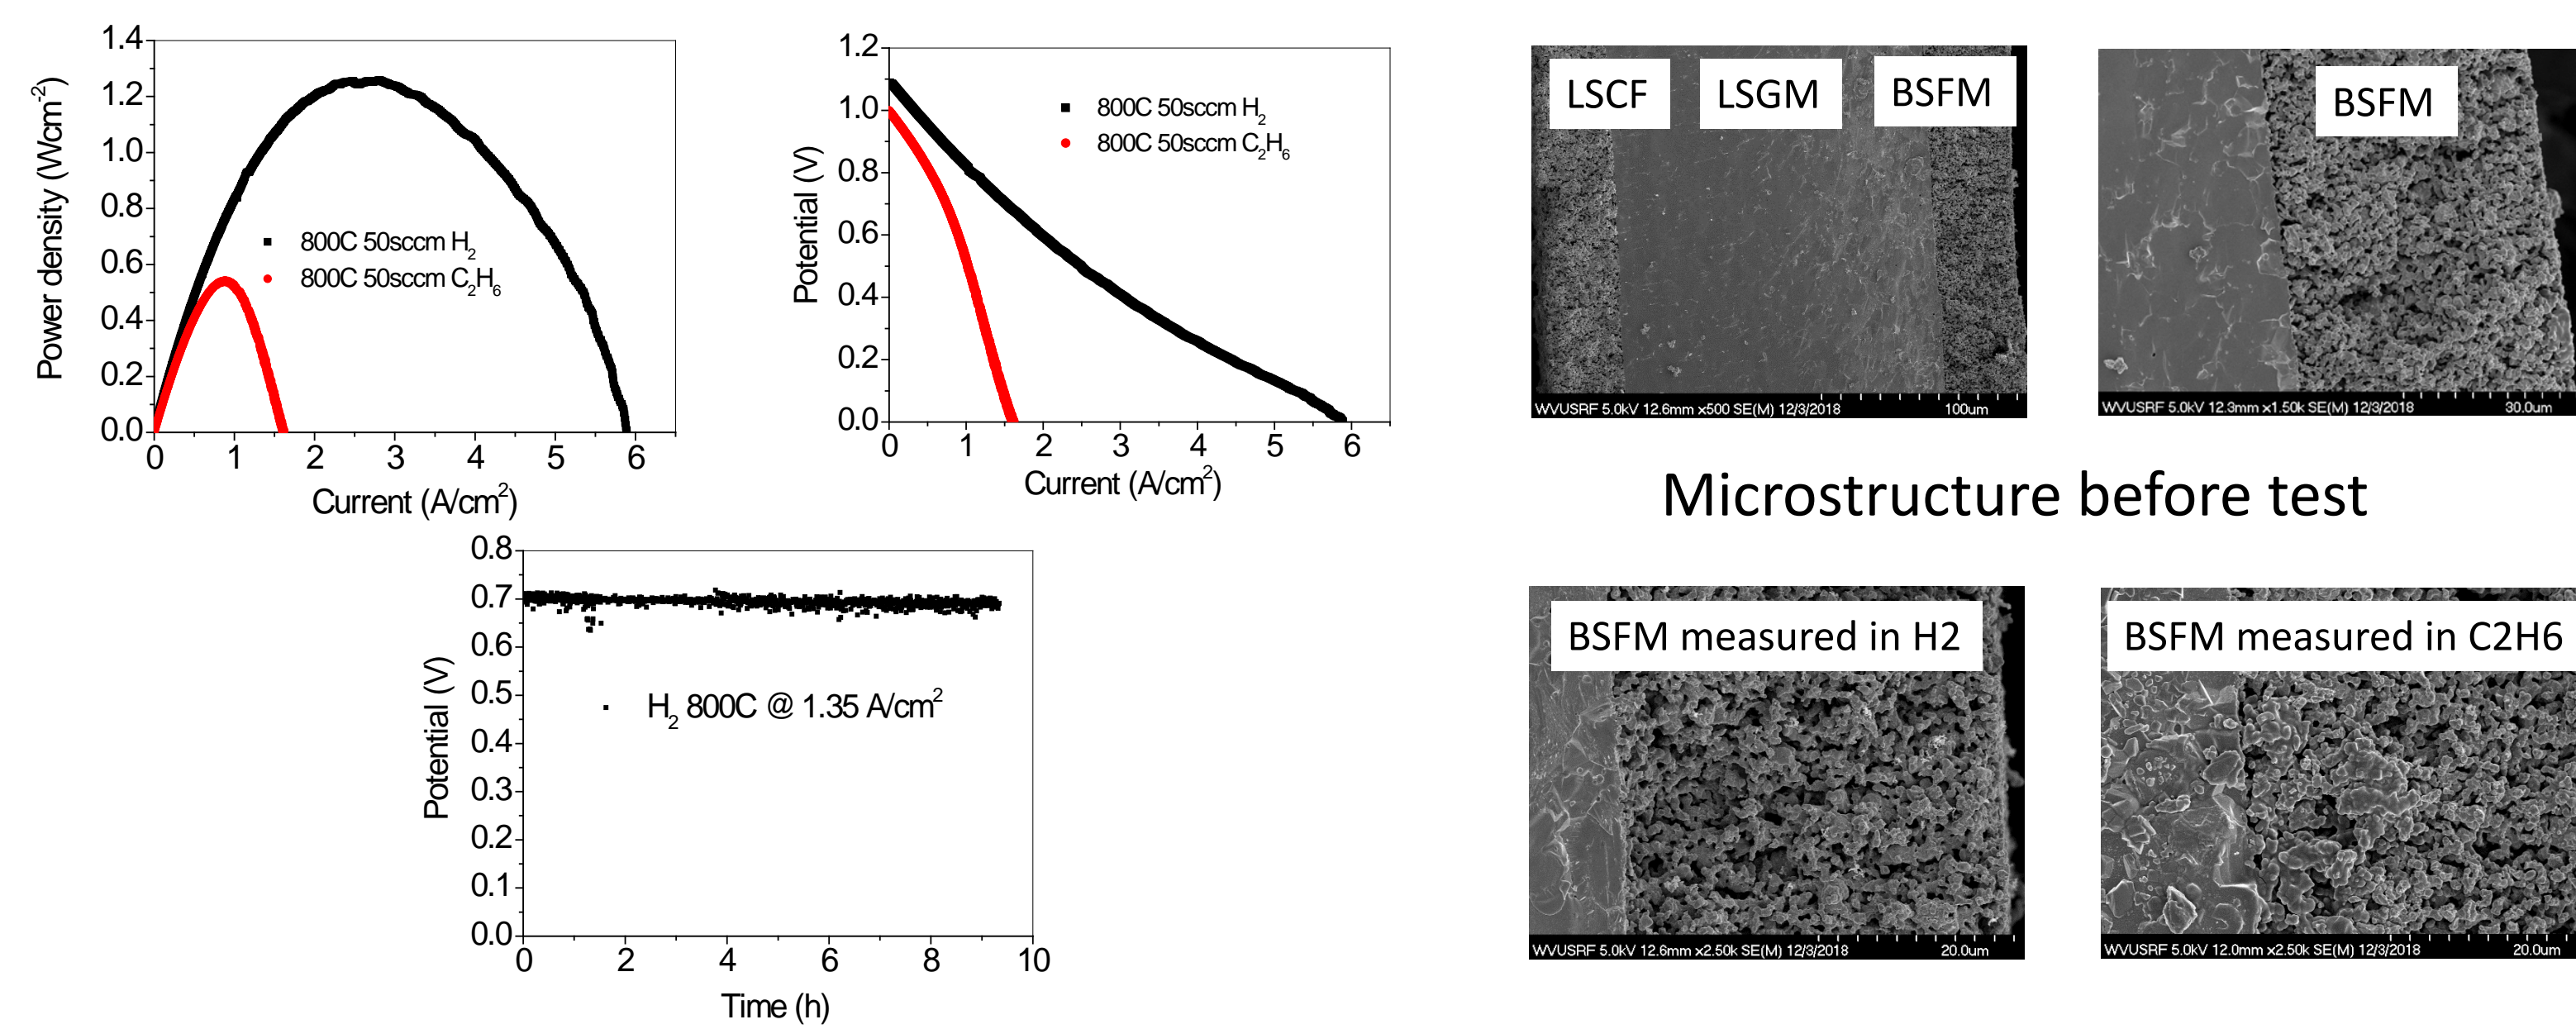 1.4
1.2
1.0
0.8
0.6
0.4
0.2
0.0
Power density (Wcm-2)
800C 50sccm H2
800C 50sccm C2H6
0 1 2 3 4 5 6
Current (A/cm2)
1.2
1.0
0.8
0.6
0.4
0.2
0.0
Potential (V)
800C 50sccm H2
800C 50sccm C2H6
0 1 2 3 4 5 6
Current (A/cm2)
LSCF LSGM BSFM
WVUSRF 5.0kV 12.6mm x500 SE(M) 12/3/2018 100um
BSFM
WVUSRF 5.0kV 12.3mm x1.50k SE(M) 12/3/2018 30.0um
Microstructure before test
0.8
0.7
0.6
0.5
0.4
0.3
0.2
0.1
0.0
Potential (V)
H2 800C @ 1.35 A/cm2
0 2 4 6 8 10
Time (h)
BSFM measured in H2
WVUSRF 5.0kV 12.6mm x2.50k SE(M) 12/3/2018 20.0um
BSFM measured in C2H6
WVUSRF 5.0kV 12.0mm x2.50k SE(M) 12/3/2018 20.0um